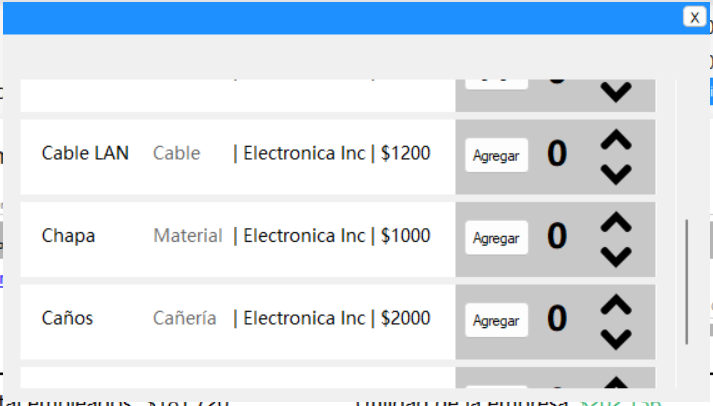 X
Cable LAN Cable | Electronica Inc | $1200 Agregar 0
Chapa Material | Electronica Inc | $1000 Agregar 0
Caños Cañería | Electronica Inc | $2000 Agregar 0